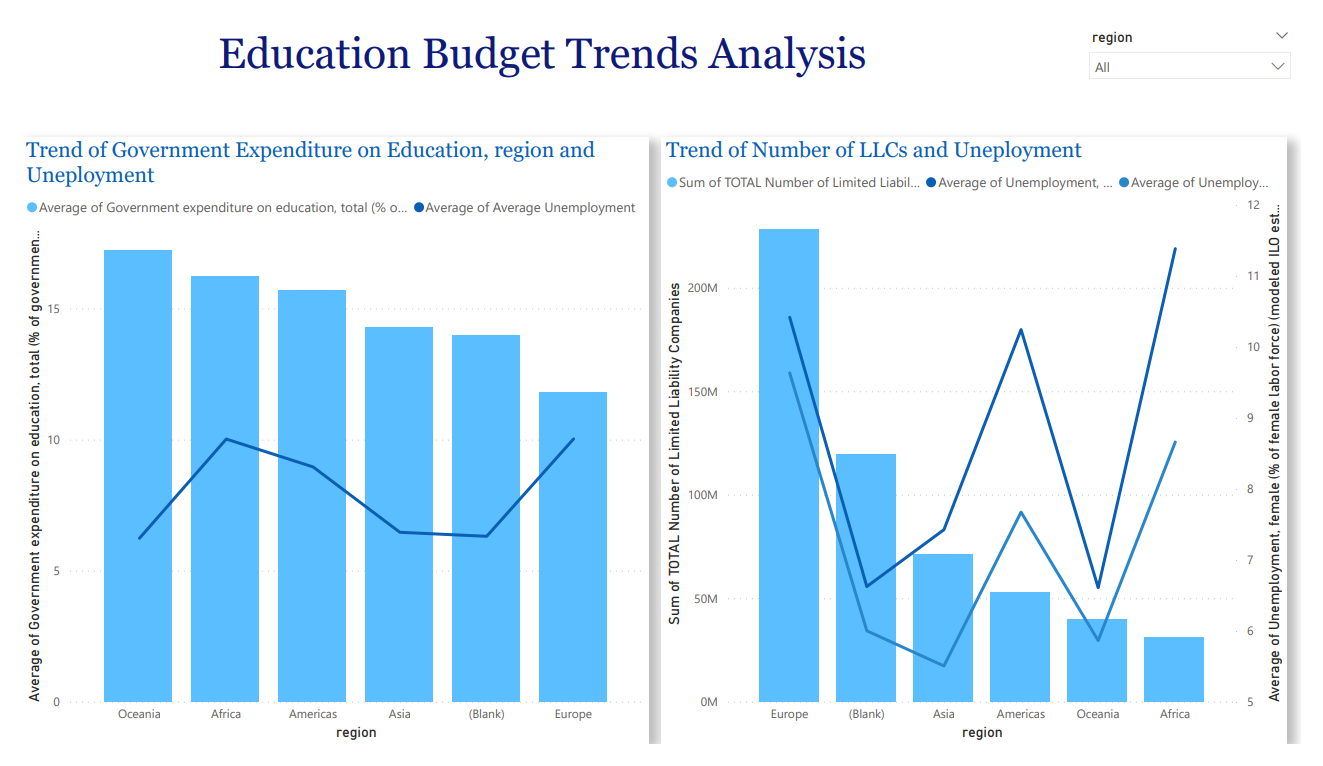 Education Budget Trends Analysis
region
All
Trend of Government Expenditure on Education, region and
Uneployment
Average of Government expenditure on education, total (% o... Average of Average Unemployment
Average of Government expenditure on education, total (% of governmen...
15
10
5
0
Oceania Africa Americas Asia (Blank) Europe
region
Trend of Number of LLCs and Uneployment
Sum of TOTAL Number of Limited Liabil... Average of Unemployment, ... Average of Unemploy...
Sum of TOTAL Number of Limited Liability Companies
200M
150M
100M
50M
0M
12
11
10
9
8
7
6
5
Average of Unemployment, female (% of female labor force) (modeled ILO est...
Europe (Blank) Asia Americas Oceania Africa
region